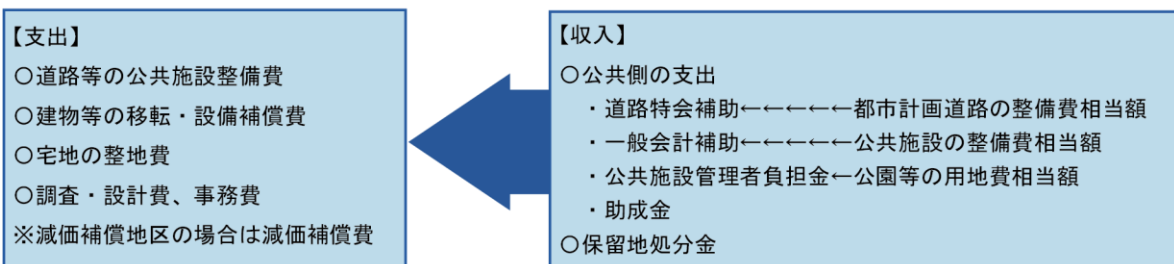 【支出】
○道路等の公共施設整備費
○建物等の移転・設備補償費
○宅地の整地費
○調査・設計費、事務費
※減価補償地区の場合は減価補償費
【収入】
○公共側の支出
・道路特会補助←←←←←都市計画道路の整備費相当額
・一般会計補助←←←←←公共施設の整備費相当額
・公共施設管理者負担金←公園等の用地費相当額
・助成金
○保留地処分金